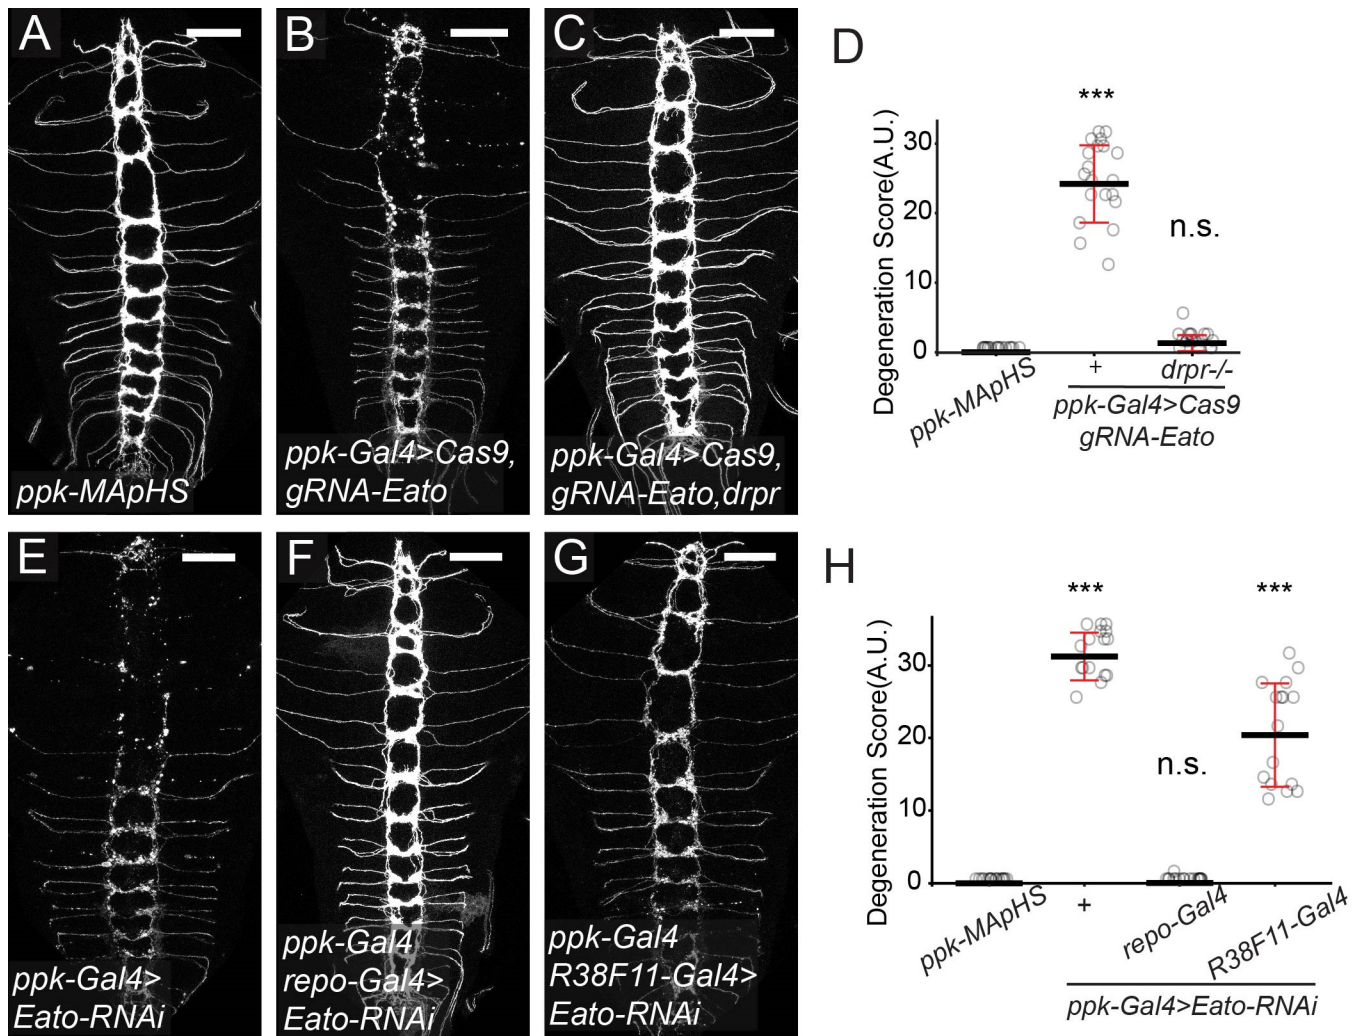 A
ppk-MApHS
B
ppk-Gal4>Cas9,
gRNA-Eato
C
ppk-Gal4>Cas9,
gRNA-Eato,drpr
D
Degeneration Score(A.U.)
30
20
10
0
***
n.s.
ppk-MApHS
+
drpr-/-
ppk-Gal4>Cas9
gRNA-Eato
E
ppk-Gal4>
Eato-RNAi
F
ppk-Gal4
repo-Gal4>
Eato-RNAi
G
ppk-Gal4
R38F11-Gal4>
Eato-RNAi
H
Degeneration Score(A.U.)
30
20
10
0
***
n.s.
***
ppk-MApHS
+
repo-Gal4
R38F11-Gal4
ppk-Gal4>Eato-RNAi